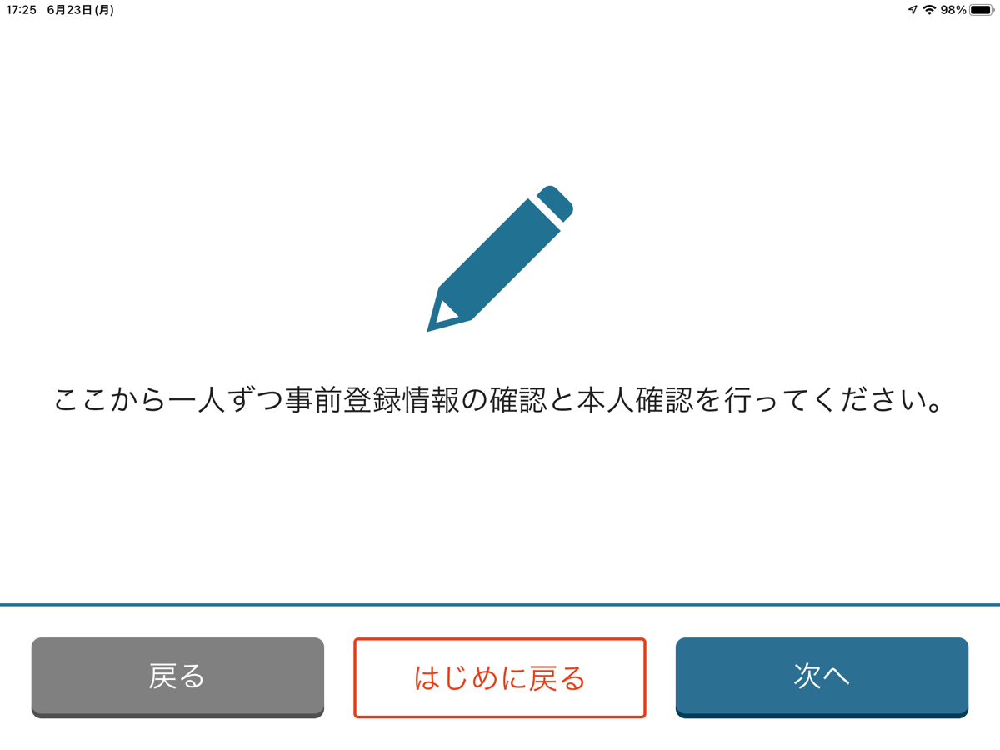 17:25 6月23日(月) 98%
ここから一人ずつ事前登録情報の確認と本人確認を行ってください。
戻る はじめに戻る 次へ